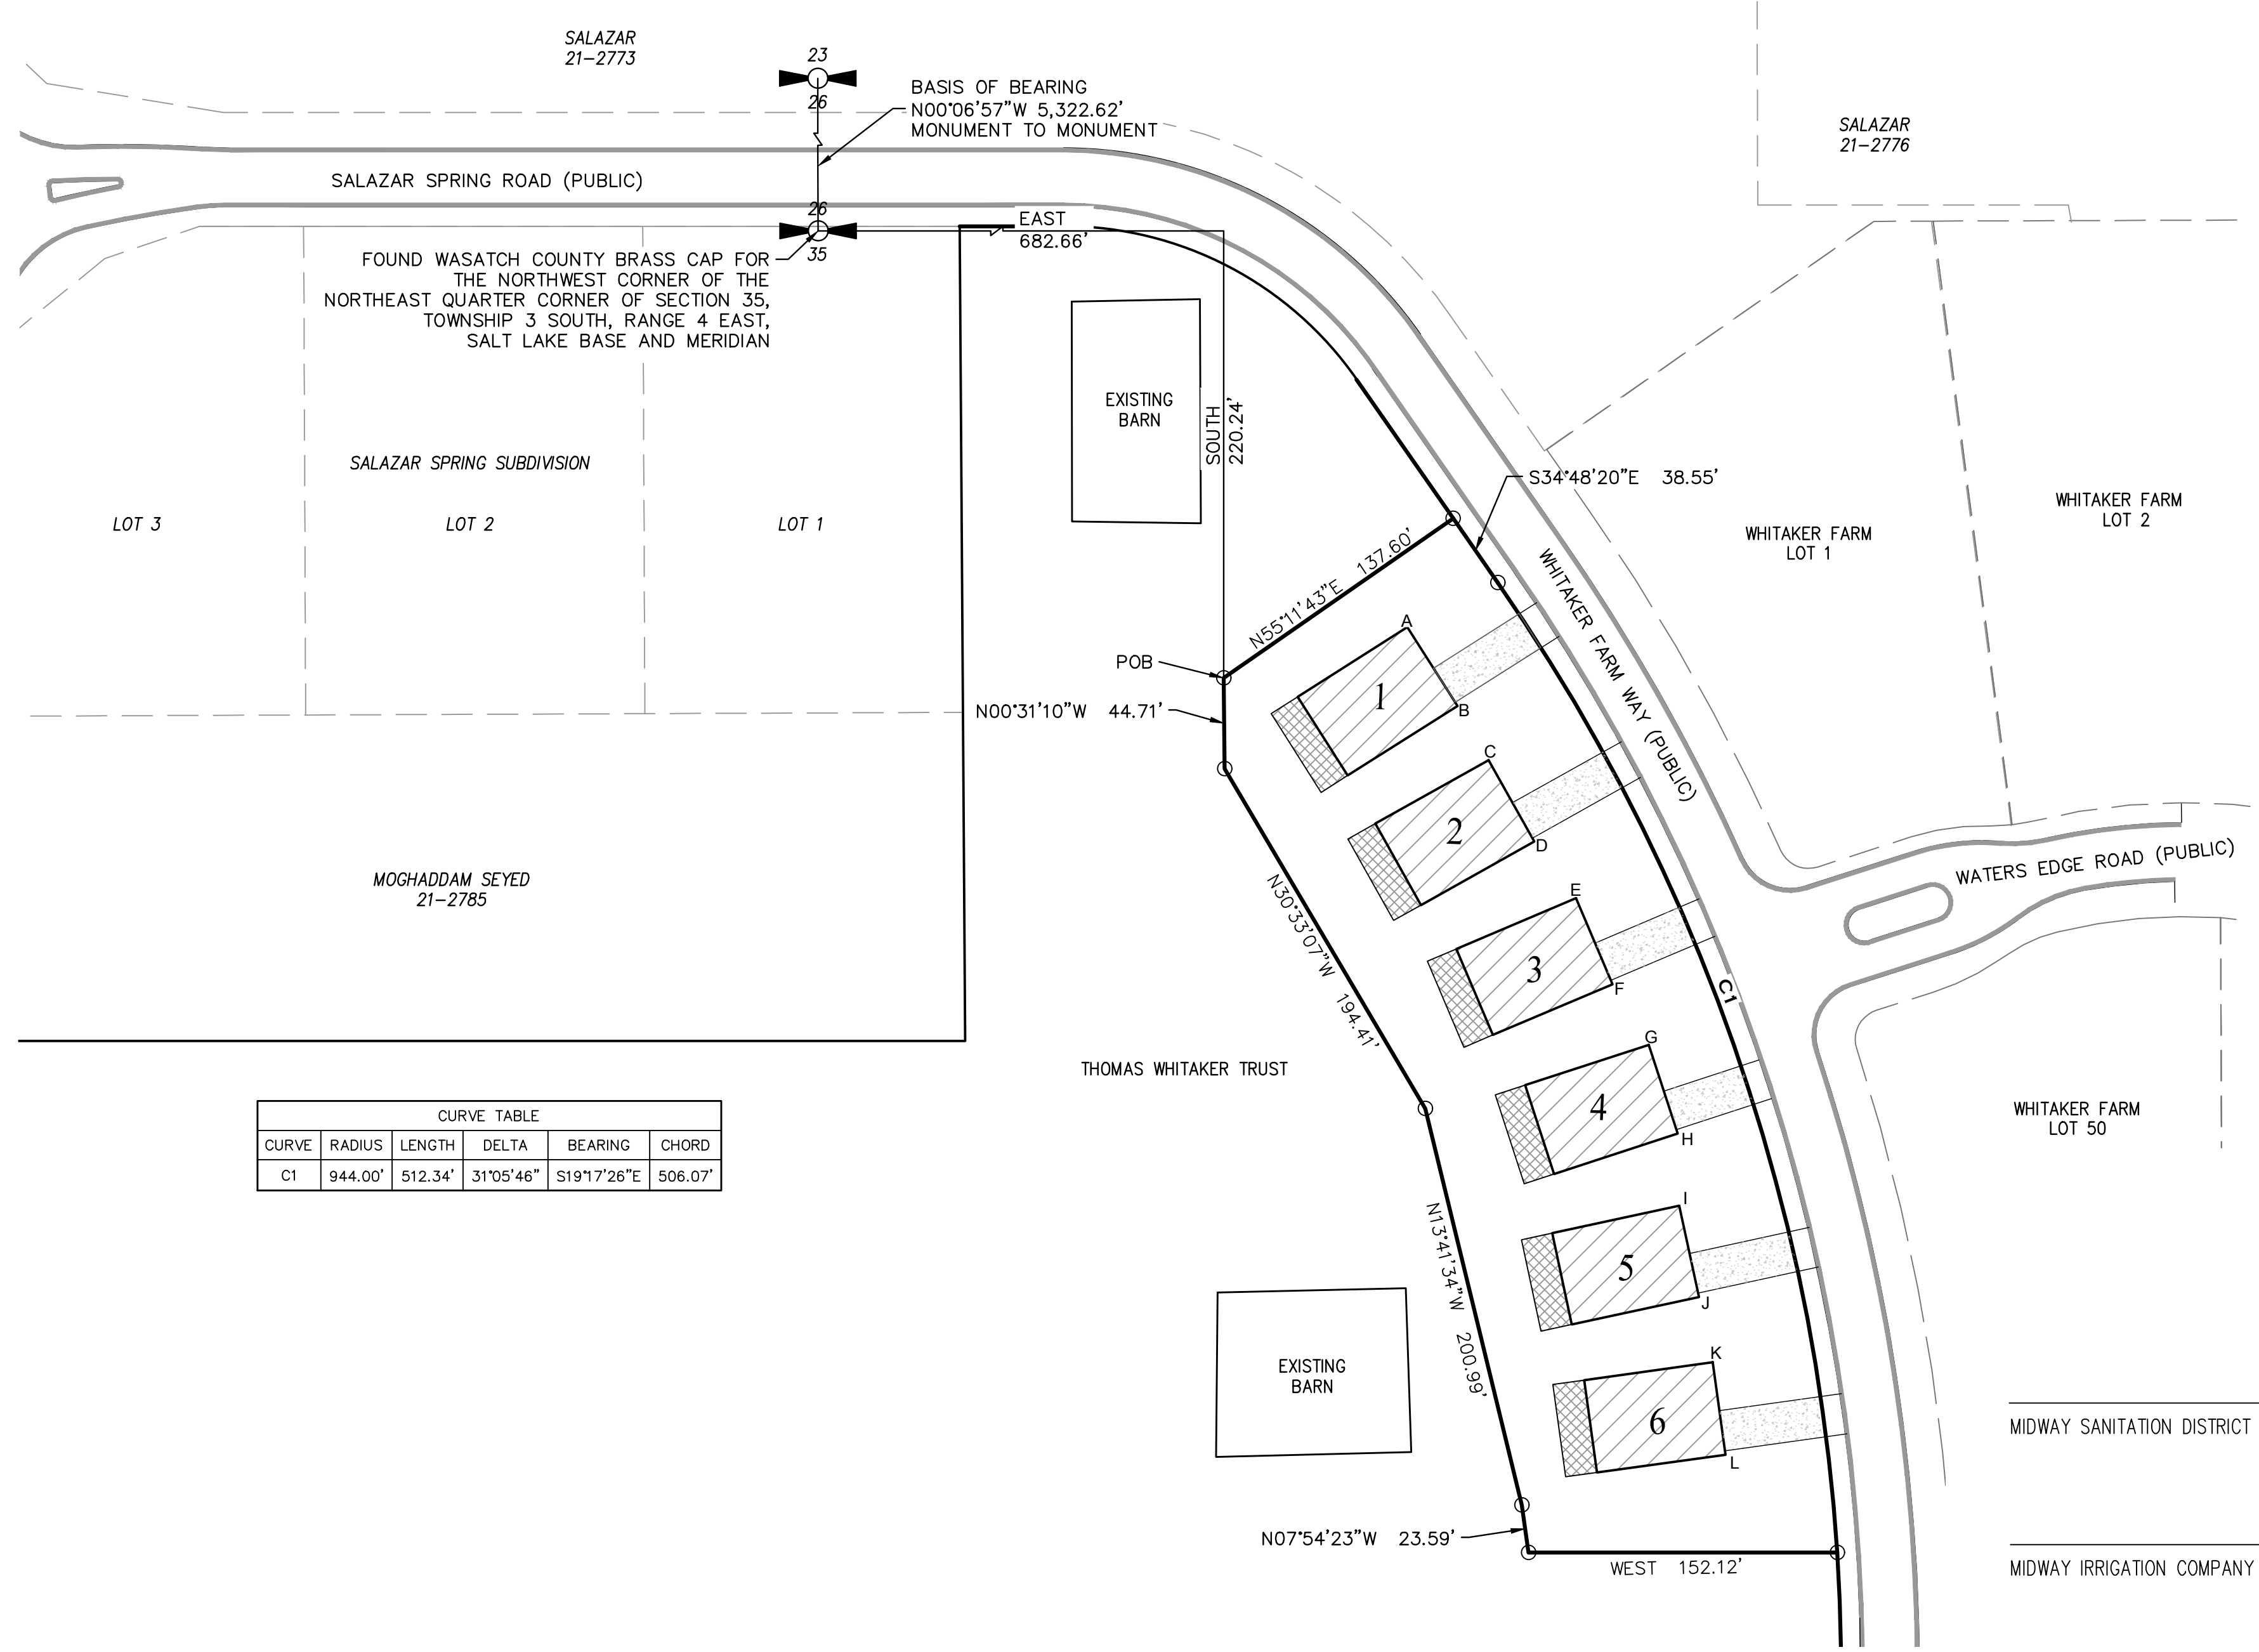 SALAZAR
21-2773
23
26
BASIS OF BEARING
N00°06'57"W 5,322.62'
MONUMENT TO MONUMENT
SALAZAR
21-2776
SALAZAR SPRING ROAD (PUBLIC)
26
35
EAST
682.66'
FOUND WASATCH COUNTY BRASS CAP FOR
THE NORTHWEST CORNER OF THE
NORTHEAST QUARTER CORNER OF SECTION 35,
TOWNSHIP 3 SOUTH, RANGE 4 EAST,
SALT LAKE BASE AND MERIDIAN
EXISTING
BARN
SOUTH
220.24'
SALAZAR SPRING SUBDIVISION
LOT 3
LOT 2
LOT 1
S34°48'20"E 38.55'
WHITAKER FARM
LOT 1
WHITAKER FARM
LOT 2
N55°11'43"E 137.60'
WHITAKER FARM WAY (PUBLIC)
POB
N00°31'10"W 44.71'
A
1
B
C
2
D
WATERS EDGE ROAD (PUBLIC)
MOGHADDAM SEYED
21-2785
N30°33'07"W 194.41'
E
3
F
C1
THOMAS WHITAKER TRUST
G
4
H
WHITAKER FARM
LOT 50
CURVE TABLE
CURVE RADIUS LENGTH DELTA BEARING CHORD
C1 944.00' 512.34' 31°05'46" S19°17'26"E 506.07'
N13°41'34"W 200.99'
I
5
J
EXISTING
BARN
K
6
L
MIDWAY SANITATION DISTRICT
N07°54'23"W 23.59'
WEST 152.12'
MIDWAY IRRIGATION COMPANY